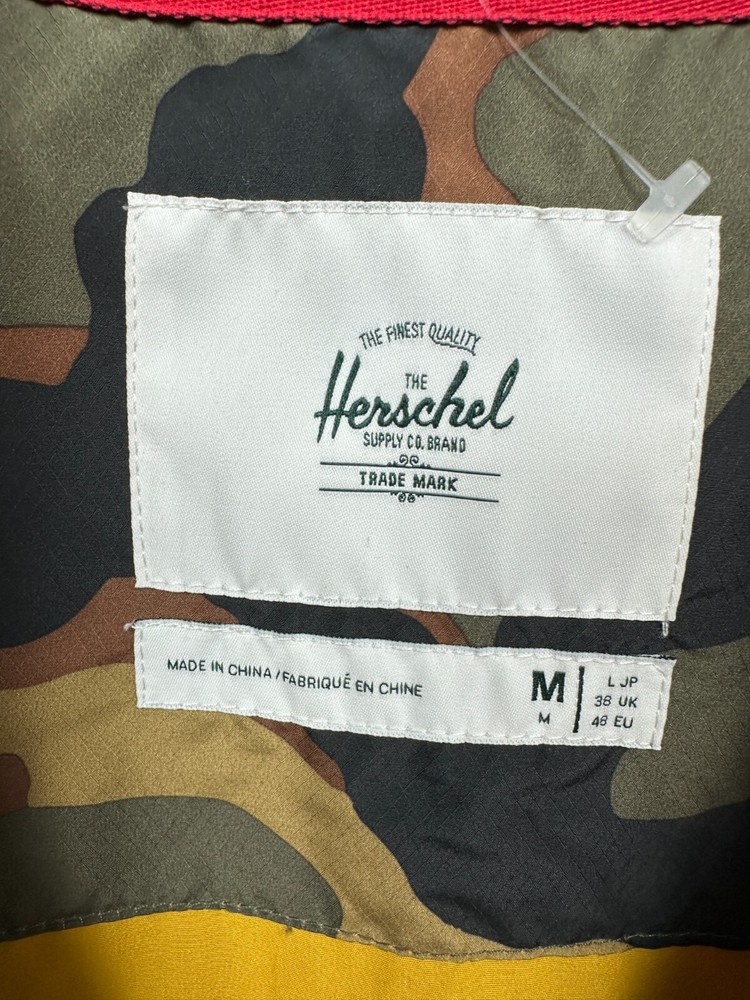 THE FINEST QUALITY
THE
Herschel
SUPPLY CO. BRAND
TRADE MARK
MADE IN CHINA / FABRIQUÉ EN CHINE
M
M
L JP
38 UK
48 EU